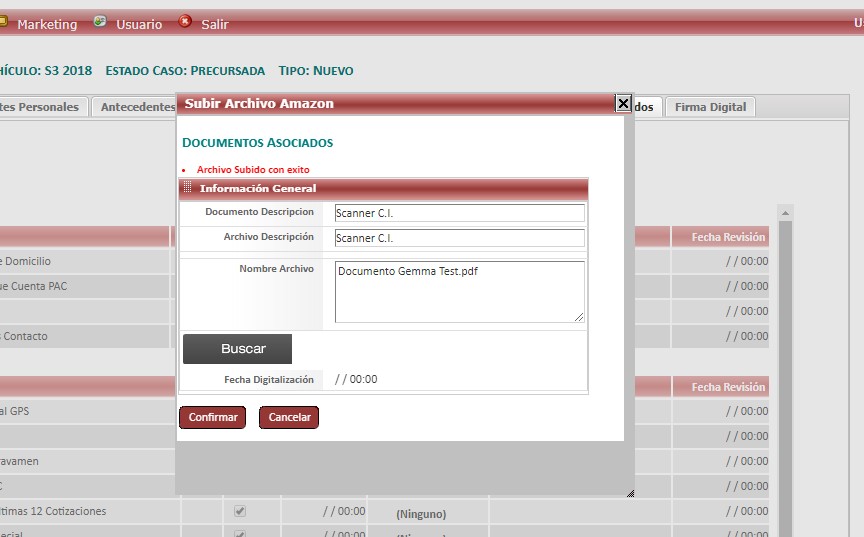 Marketing Usuario Salir U
HÍCULO: S3 2018 ESTADO CASO: PRECURSADA TIPO: NUEVO
tes Personales Antecedentes dos Firma Digital
Subir Archivo Amazon
DOCUMENTOS ASOCIADOS
Archivo Subido con exito
Información General
Documento Descripcion Scanner C.I.
Archivo Descripción Scanner C.I.
Nombre Archivo Documento Gemma Test.pdf
Buscar
Fecha Digitalización / / 00:00
Confirmar Cancelar
Fecha Revisión
e Domicilio / / 00:00
ue Cuenta PAC / / 00:00
/ / 00:00
s Contacto / / 00:00
Fecha Revisión
al GPS / / 00:00
/ / 00:00
ravamen / / 00:00
C / / 00:00
ltimas 12 Cotizaciones / / 00:00 (Ninguno) / / 00:00
ecial / / 00:00 (Ninguno) / / 00:00